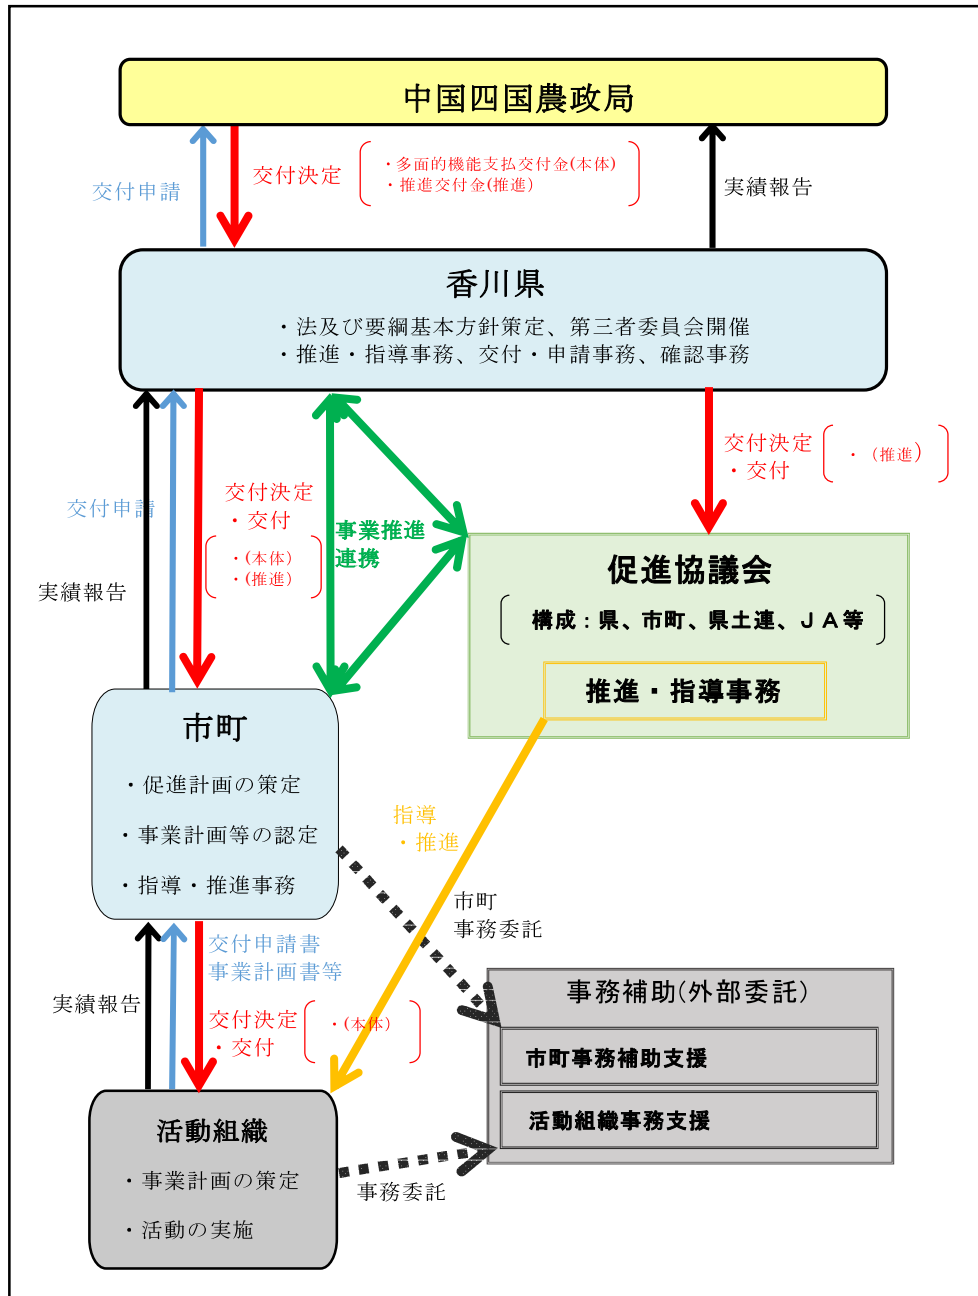 中国四国農政局
交付申請
交付決定
・多面的機能支払交付金(本体)
・推進交付金(推進)
実績報告
香川県
・法及び要綱基本方針策定、第三者委員会開催
・推進・指導事務、交付・申請事務、確認事務
交付申請
実績報告
交付決定
・交付
・(本体)
・(推進)
事業推進
連携
交付決定
・交付
・(推進)
促進協議会
構成：県、市町、県土連、ＪＡ等
推進・指導事務
市町
・促進計画の策定
・事業計画等の認定
・指導・推進事務
指導
・推進
市町
事務委託
実績報告
交付申請書
事業計画書等
交付決定
・交付
・(本体)
事務補助(外部委託)
市町事務補助支援
活動組織事務支援
活動組織
・事業計画の策定
・活動の実施
事務委託